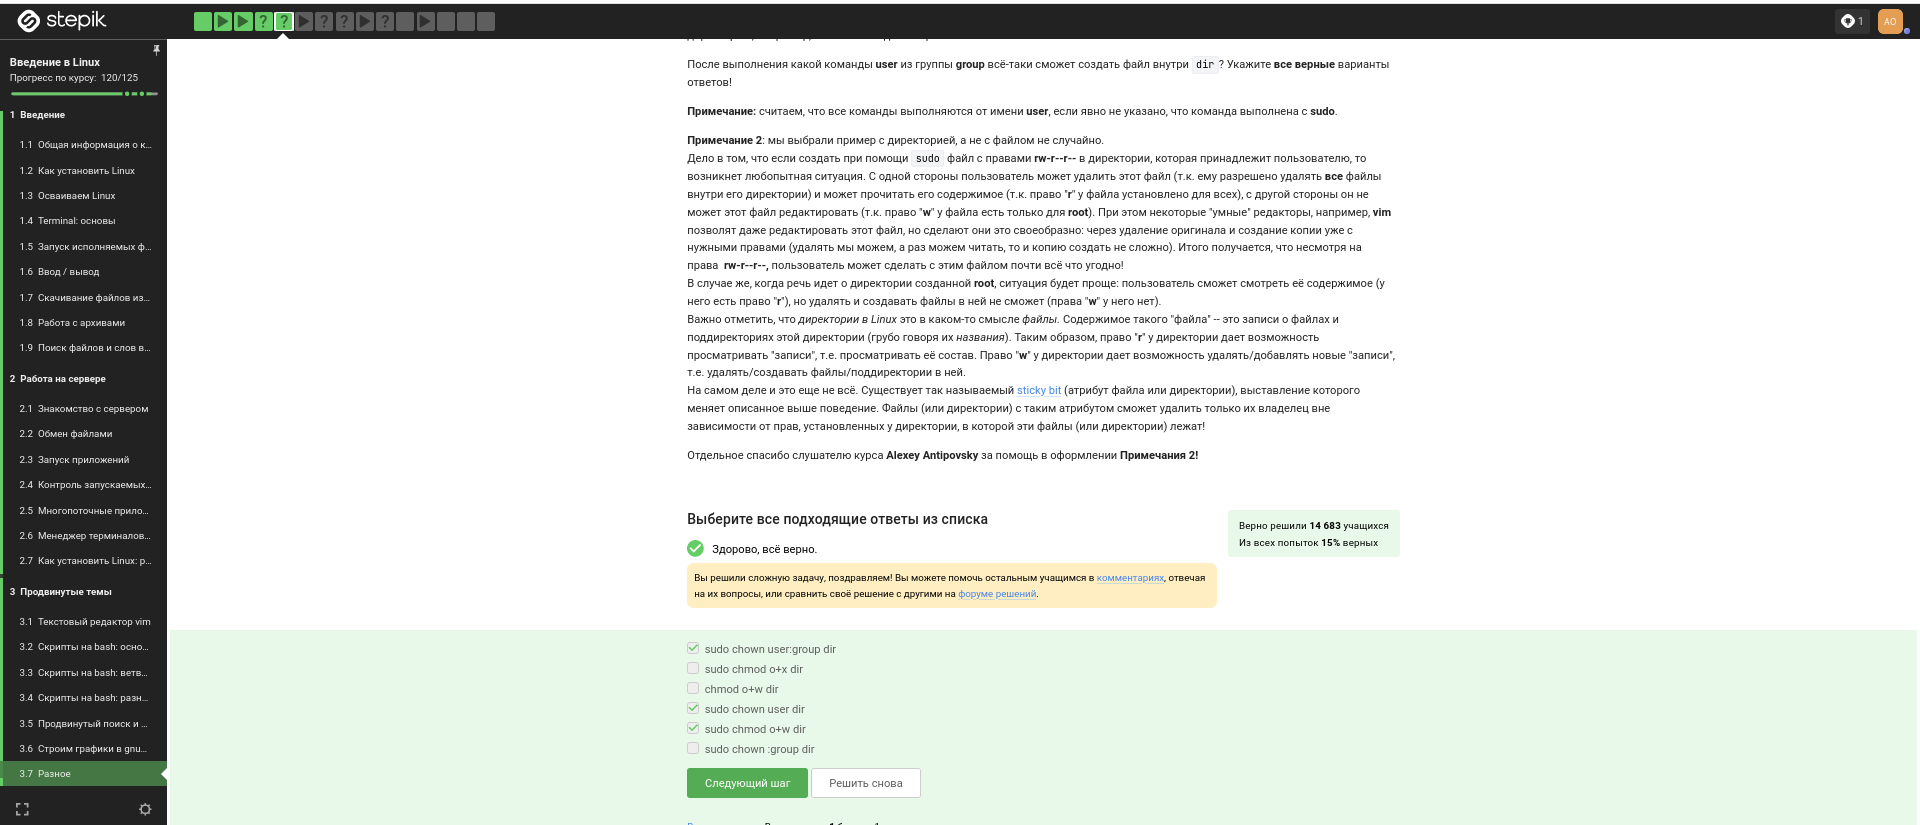 stepik
1
AO
Введение в Linux
Прогресс по курсу: 120/125
1 Введение
1.1 Общая информация о к...
1.2 Как установить Linux
1.3 Осваиваем Linux
1.4 Terminal: основы
1.5 Запуск исполняемых ф...
1.6 Ввод / вывод
1.7 Скачивание файлов из...
1.8 Работа с архивами
1.9 Поиск файлов и слов в...
2 Работа на сервере
2.1 Знакомство с сервером
2.2 Обмен файлами
2.3 Запуск приложений
2.4 Контроль запускаемых...
2.5 Многопоточные прило...
2.6 Менеджер терминалов...
2.7 Как установить Linux: р...
3 Продвинутые темы
3.1 Текстовый редактор vim
3.2 Скрипты на bash: осно...
3.3 Скрипты на bash: ветв...
3.4 Скрипты на bash: разн...
3.5 Продвинутый поиск и ...
3.6 Строим графики в gnu...
3.7 Разное
После выполнения какой команды user из группы group всё-таки сможет создать файл внутри dir? Укажите все верные варианты
ответов!
Примечание: считаем, что все команды выполняются от имени user, если явно не указано, что команда выполнена с sudo.
Примечание 2: мы выбрали пример с директорией, а не с файлом не случайно.
Дело в том, что если создать при помощи sudo файл с правами rw-r--r-- в директории, которая принадлежит пользователю, то
возникнет любопытная ситуация. С одной стороны пользователь может удалить этот файл (т.к. ему разрешено удалять все файлы
внутри его директории) и может прочитать его содержимое (т.к. право "r" у файла установлено для всех), с другой стороны он не
может этот файл редактировать (т.к. право "w" у файла есть только для root). При этом некоторые "умные" редакторы, например, vim
позволят даже редактировать этот файл, но сделают они это своеобразно: через удаление оригинала и создание копии уже с
нужными правами (удалять мы можем, а раз можем читать, то и копию создать не сложно). Итого получается, что несмотря на
права rw-r--r--, пользователь может сделать с этим файлом почти всё что угодно!
В случае же, когда речь идет о директории созданной root, ситуация будет проще: пользователь сможет смотреть её содержимое (у
него есть право "r"), но удалять и создавать файлы в ней не сможет (права "w" у него нет).
Важно отметить, что директории в Linux это в каком-то смысле файлы. Содержимое такого "файла" -- это записи о файлах и
поддиректориях этой директории (грубо говоря их названия). Таким образом, право "r" у директории дает возможность
просматривать "записи", т.е. просматривать её состав. Право "w" у директории дает возможность удалять/добавлять новые "записи",
т.е. удалять/создавать файлы/поддиректории в ней.
На самом деле и это еще не всё. Существует так называемый sticky bit (атрибут файла или директории), выставление которого
меняет описанное выше поведение. Файлы (или директории) с таким атрибутом сможет удалить только их владелец вне
зависимости от прав, установленных у директории, в которой эти файлы (или директории) лежат!
Отдельное спасибо слушателю курса Alexey Antipovsky за помощь в оформлении Примечания 2!
Выберите все подходящие ответы из списка
Верно решили 14 683 учащихся
Из всех попыток 15% верных
Здорово, всё верно.
Вы решили сложную задачу, поздравляем! Вы можете помочь остальным учащимся в комментариях, отвечая
на их вопросы, или сравнить своё решение с другими на форуме решений.
sudo chown user:group dir
sudo chmod o+x dir
chmod o+w dir
sudo chown user dir
sudo chmod o+w dir
sudo chown :group dir
Следующий шаг
Решить снова